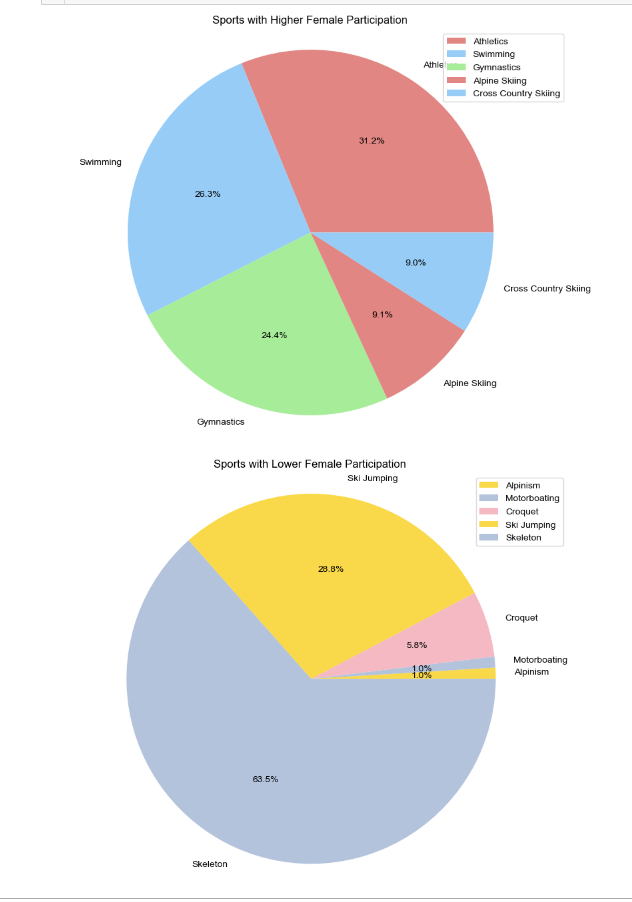 Sports with Higher Female Participation
Athletics
Swimming
Gymnastics
Alpine Skiing
Cross Country Skiing
31.2%
Swimming
26.3%
9.0%
Cross Country Skiing
9.1%
24.4%
Alpine Skiing
Gymnastics
Sports with Lower Female Participation
Ski Jumping
Alpinism
Motorboating
Croquet
Ski Jumping
Skeleton
28.8%
Croquet
5.8%
Motorboating
1.0%
Alpinism
1.0%
63.5%
Skeleton